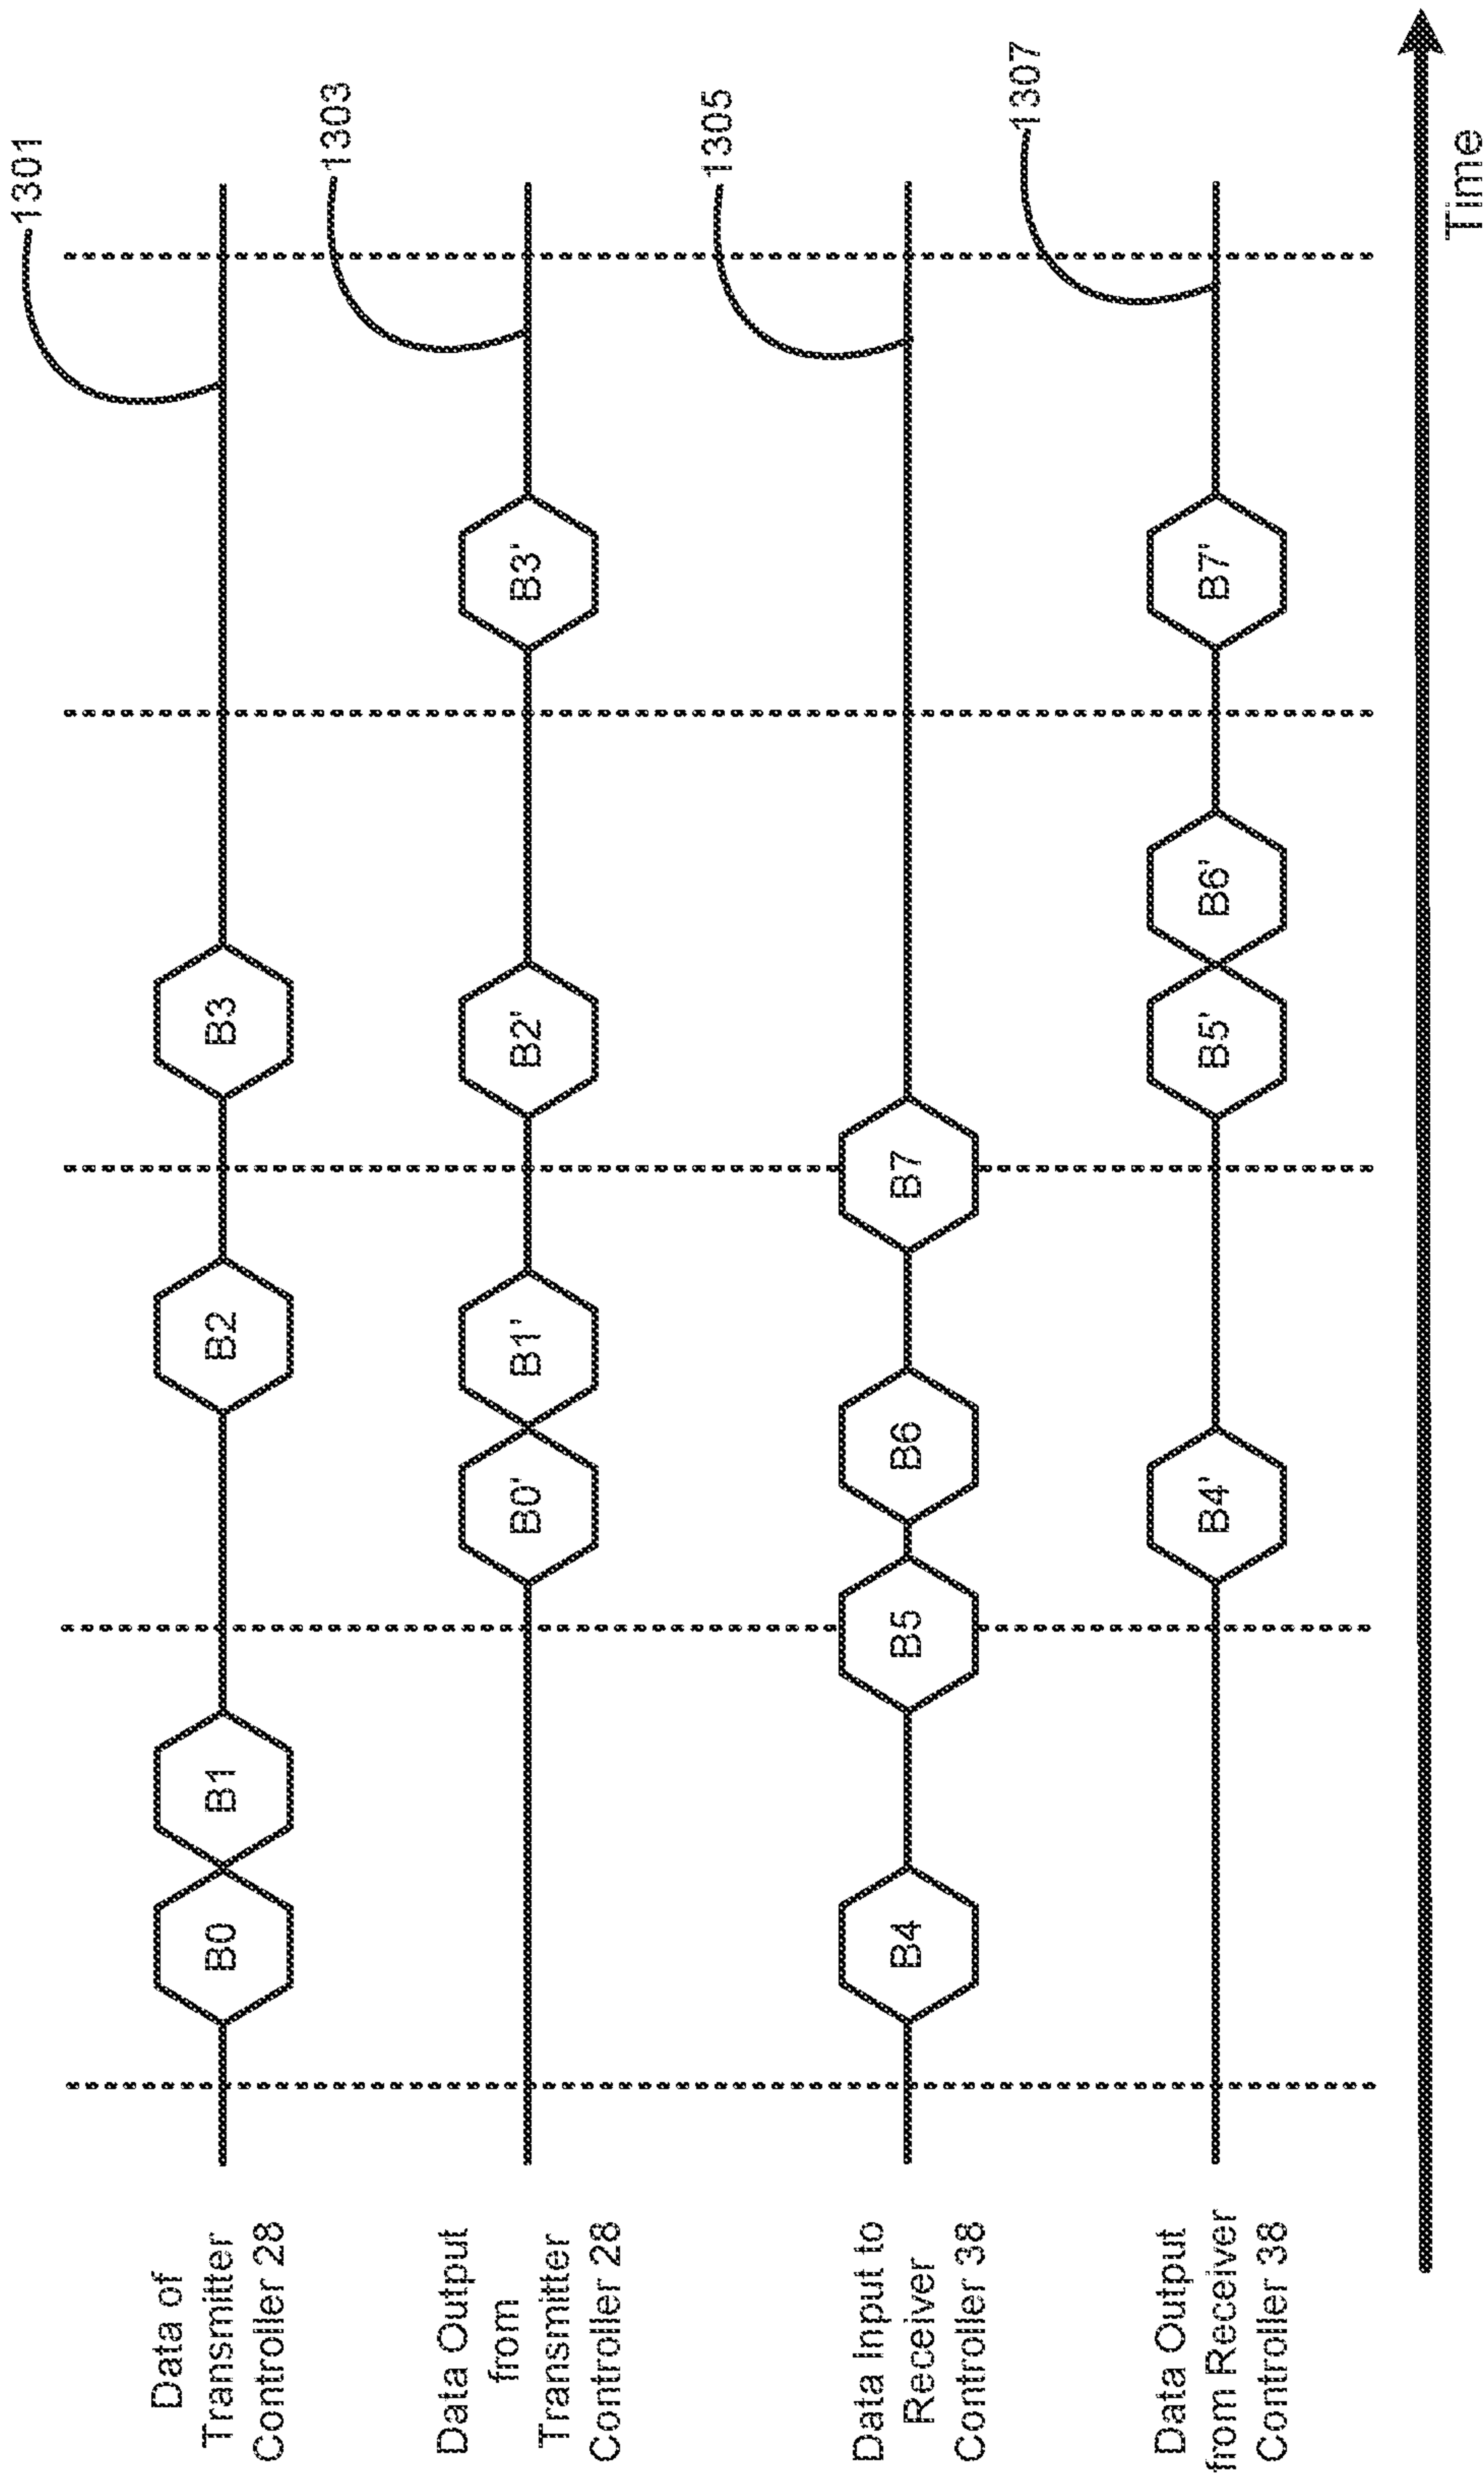 Data of
Transmitter
Controller 28
B0
B1
B2
B3
1301
Data Output
from
Transmitter
Controller 28
B0'
B1'
B2'
B3'
1303
Data Input to
Receiver
Controller 38
B4
B5
B6
B7
1305
Data Output
from Receiver
Controller 38
B4'
B5'
B6'
B7'
1307
Time